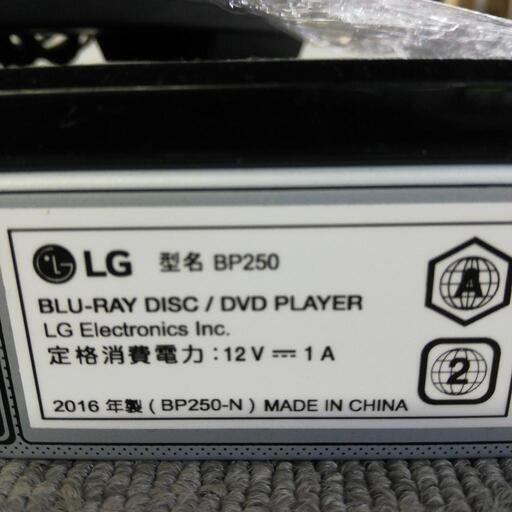 LG 型名 BP250
BLU-RAY DISC / DVD PLAYER
LG Electronics Inc.
定格消費電力:12 V ⎓ 1 A
2016 年製 ( BP250-N ) MADE IN CHINA
A
2